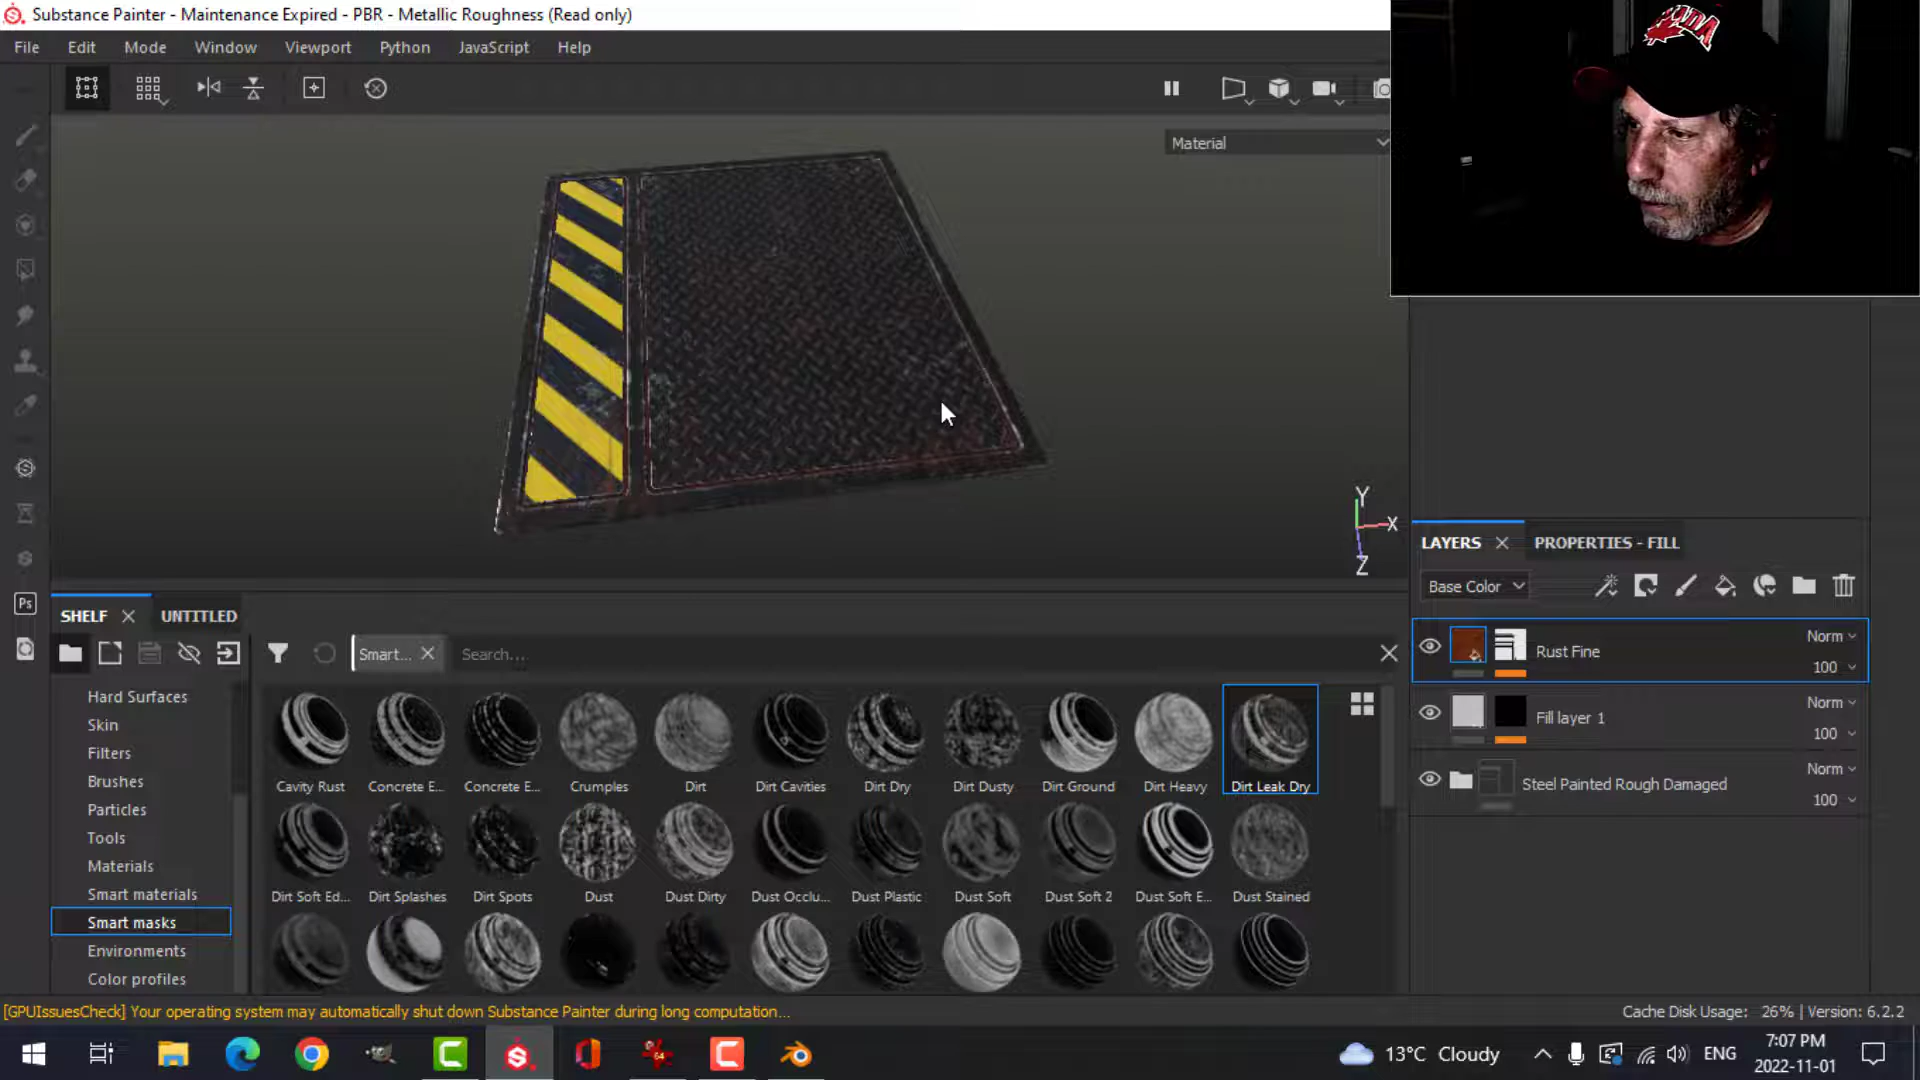 Substance Painter - Maintenance Expired - PBR - Metallic Roughness (Read only)
File Edit Mode Window Viewport Python JavaScript Help
Material
Y
X
Z
LAYERS PROPERTIES - FILL
Base Color
Rust Fine Norm
100
Fill layer 1 Norm
100
Steel Painted Rough Damaged Norm
100
Ps
SHELF UNTITLED
Smart... Search...
Hard Surfaces
Skin
Filters
Brushes
Particles
Tools
Materials
Smart materials
Smart masks
Environments
Color profiles
Cavity Rust Concrete E... Concrete E... Crumples Dirt Dirt Cavities Dirt Dry Dirt Dusty Dirt Ground Dirt Heavy Dirt Leak Dry
Dirt Soft Ed... Dirt Splashes Dirt Spots Dust Dust Dirty Dust Occlu... Dust Plastic Dust Soft Dust Soft 2 Dust Soft E... Dust Stained
[GPUIssuesCheck] Your operating system may automatically shut down Substance Painter during long computation...
Cache Disk Usage: 26% | Version: 6.2.2
13°C Cloudy ENG 7:07 PM
2022-11-01